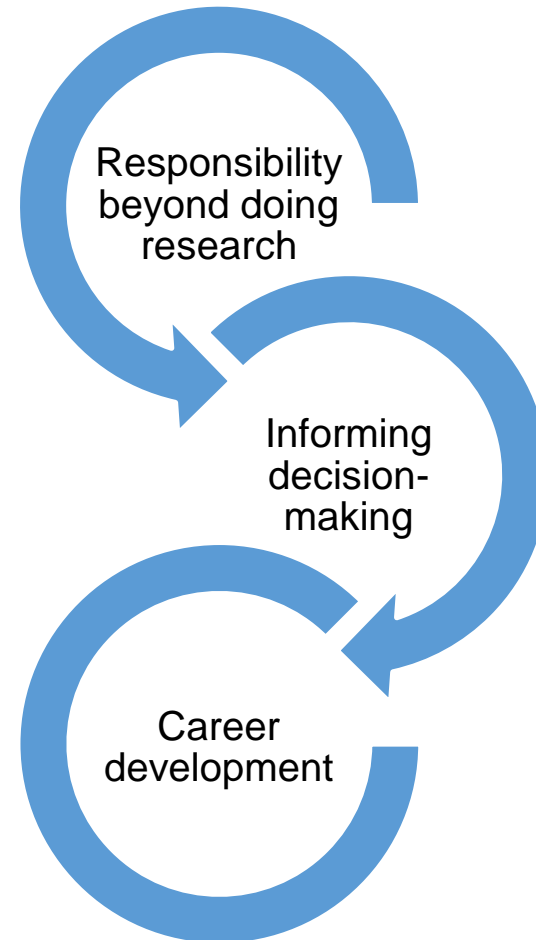 Responsibility
beyond doing
research
Informing
decision-
making
Career
development